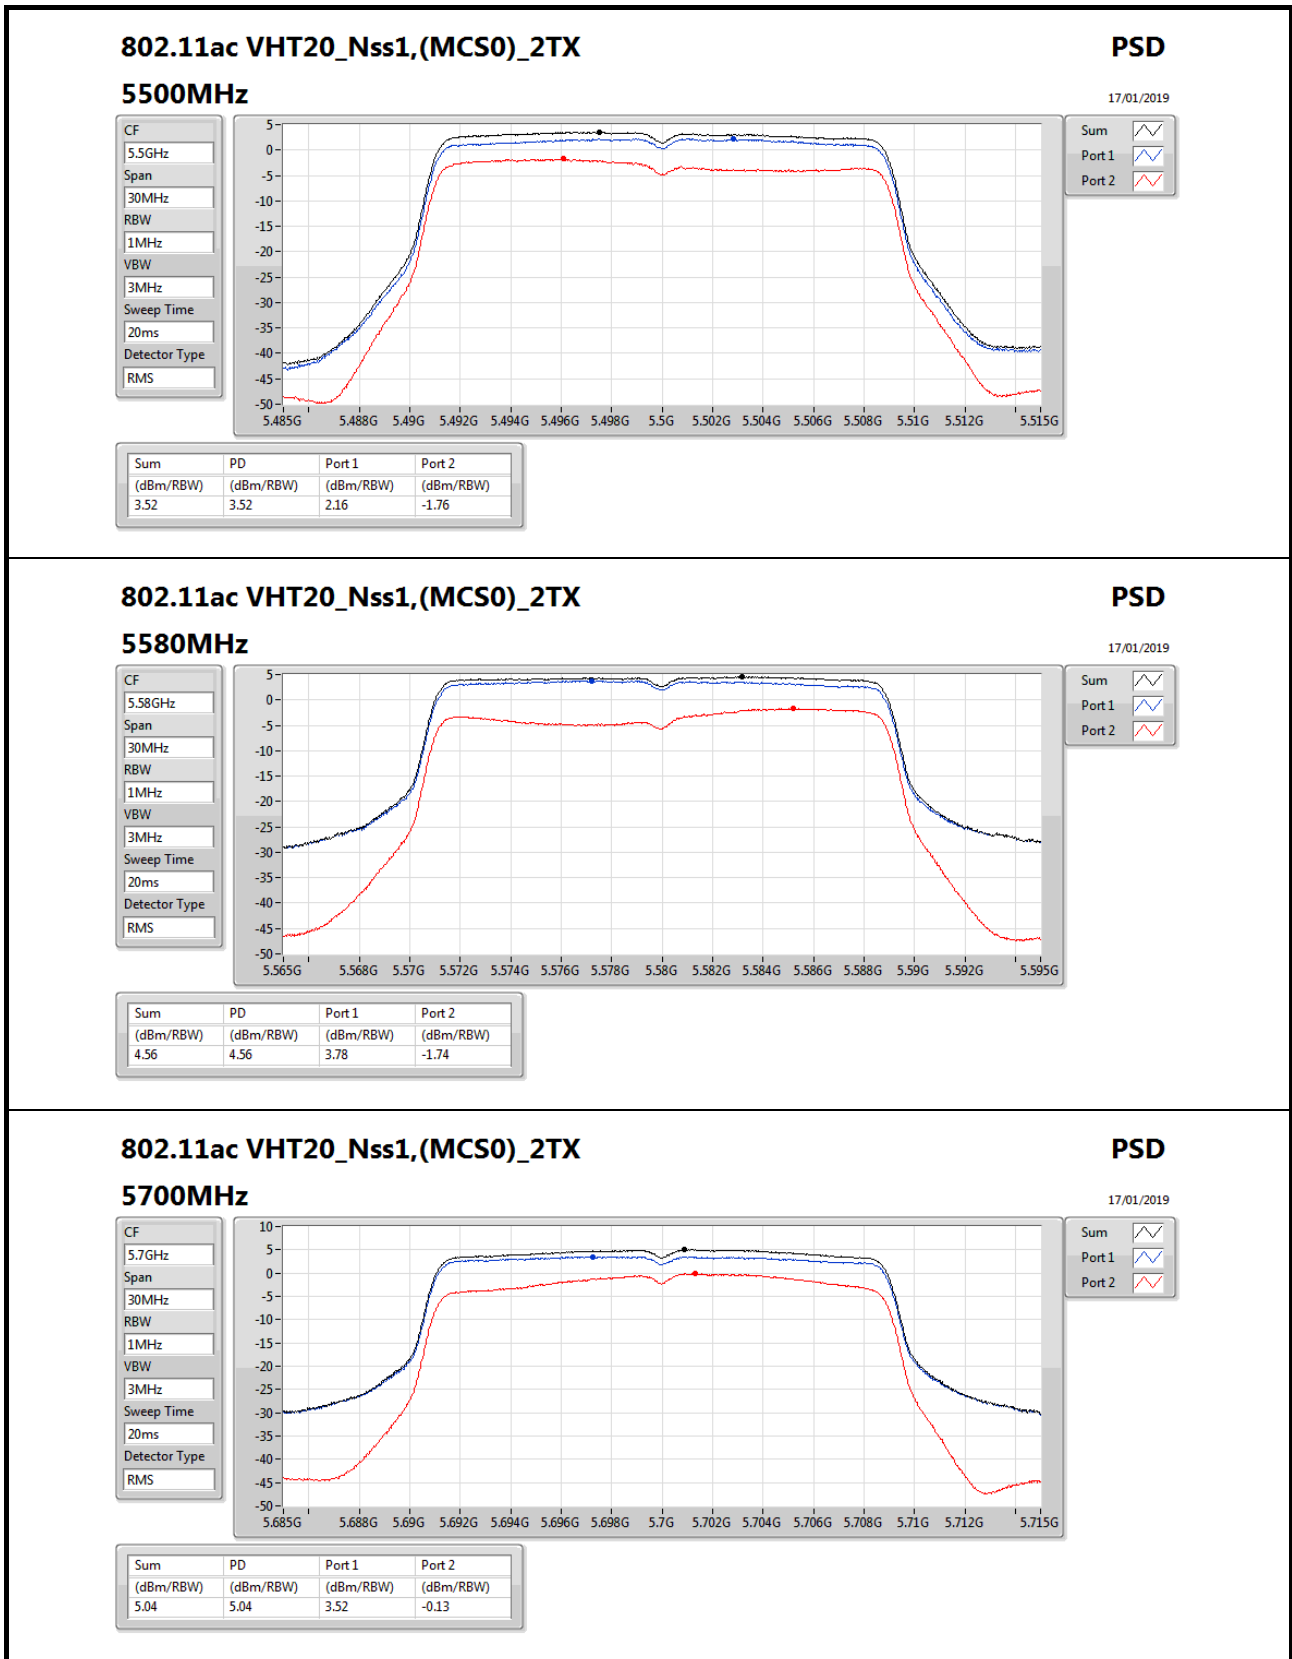 802.11ac VHT20_Nss1,(MCS0)_2TX PSD
5500MHz 17/01/2019
CF
5.5GHz
Span
30MHz
RBW
1MHz
VBW
3MHz
Sweep Time
20ms
Detector Type
RMS
5
0
-5
-10
-15
-20
-25
-30
-35
-40
-45
-50
5.485G 5.488G 5.49G 5.492G 5.494G 5.496G 5.498G 5.5G 5.502G 5.504G 5.506G 5.508G 5.51G 5.512G 5.515G
Sum
Port 1
Port 2
Sum PD Port 1 Port 2
(dBm/RBW) (dBm/RBW) (dBm/RBW) (dBm/RBW)
3.52 3.52 2.16 -1.76
802.11ac VHT20_Nss1,(MCS0)_2TX PSD
5580MHz 17/01/2019
CF
5.58GHz
Span
30MHz
RBW
1MHz
VBW
3MHz
Sweep Time
20ms
Detector Type
RMS
5
0
-5
-10
-15
-20
-25
-30
-35
-40
-45
-50
5.565G 5.568G 5.57G 5.572G 5.574G 5.576G 5.578G 5.58G 5.582G 5.584G 5.586G 5.588G 5.59G 5.592G 5.595G
Sum
Port 1
Port 2
Sum PD Port 1 Port 2
(dBm/RBW) (dBm/RBW) (dBm/RBW) (dBm/RBW)
4.56 4.56 3.78 -1.74
802.11ac VHT20_Nss1,(MCS0)_2TX PSD
5700MHz 17/01/2019
CF
5.7GHz
Span
30MHz
RBW
1MHz
VBW
3MHz
Sweep Time
20ms
Detector Type
RMS
10
5
0
-5
-10
-15
-20
-25
-30
-35
-40
-45
-50
5.685G 5.688G 5.69G 5.692G 5.694G 5.696G 5.698G 5.7G 5.702G 5.704G 5.706G 5.708G 5.71G 5.712G 5.715G
Sum
Port 1
Port 2
Sum PD Port 1 Port 2
(dBm/RBW) (dBm/RBW) (dBm/RBW) (dBm/RBW)
5.04 5.04 3.52 -0.13